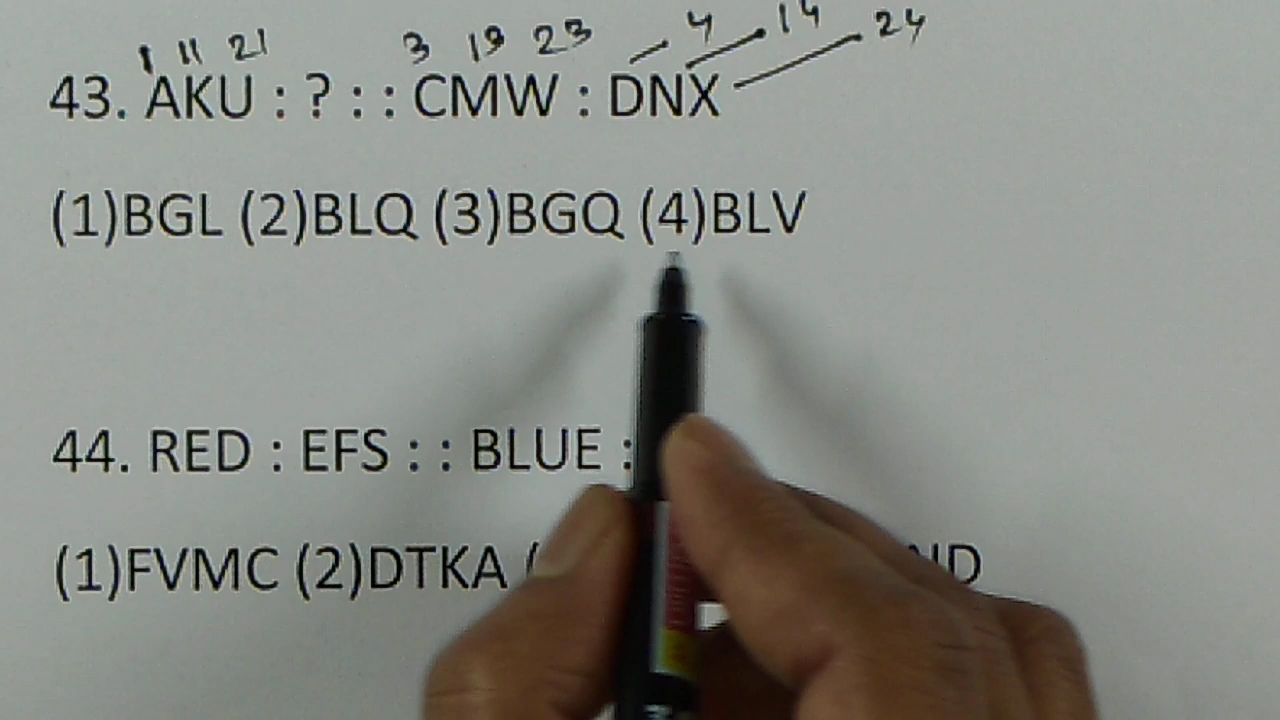 1 11 21 3 13 23 4 14 24
43. AKU : ? : : CMW : DNX
(1)BGL (2)BLQ (3)BGQ (4)BLV
44. RED : EFS : : BLUE :
(1)FVMC (2)DTKA (